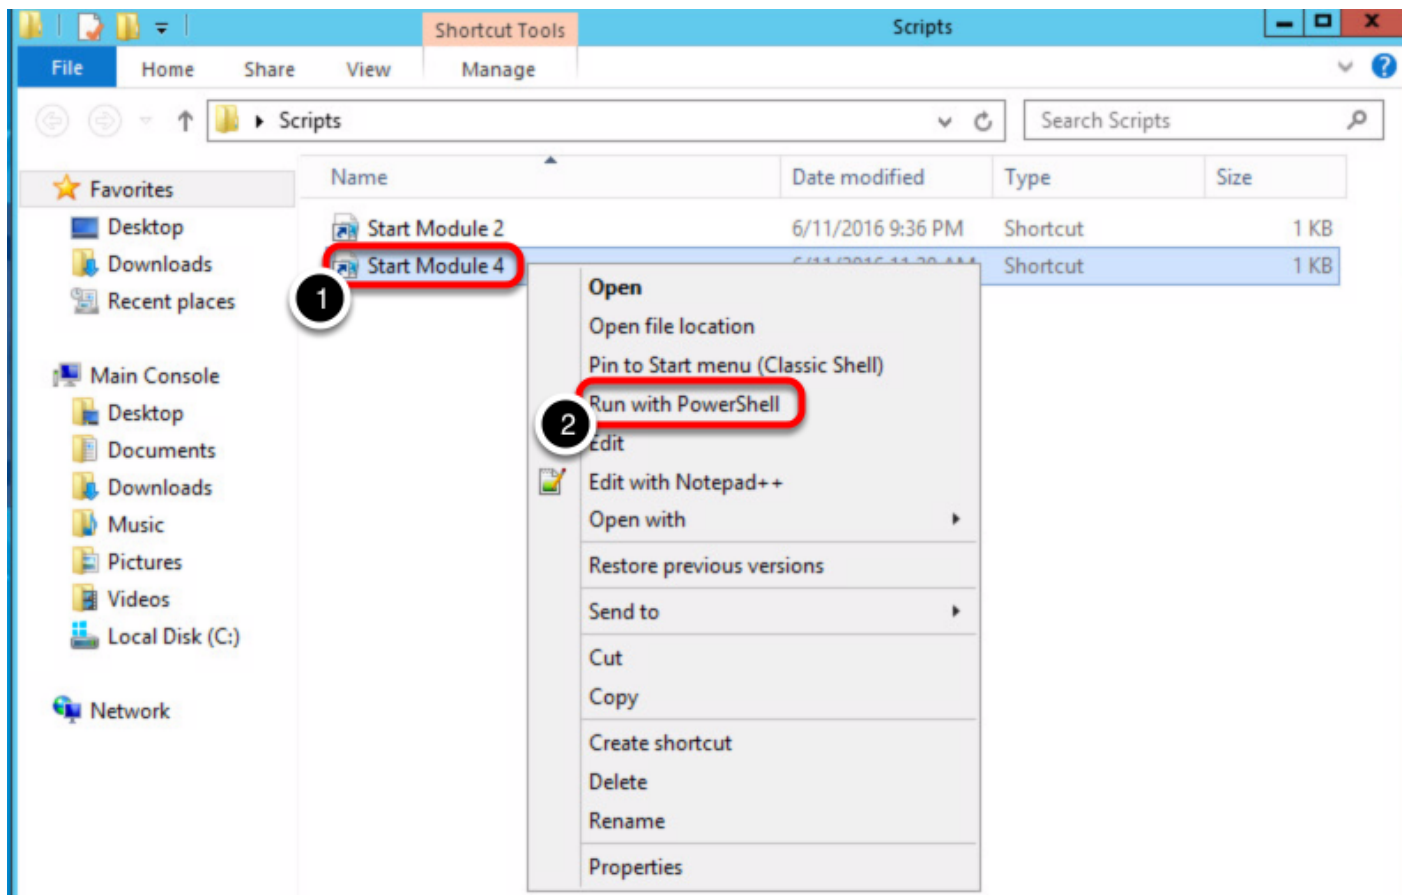 Shortcut Tools
Scripts
File Home Share View Manage
Scripts
Search Scripts
Name Date modified Type Size
Favorites
Desktop
Downloads
Recent places
Main Console
Desktop
Documents
Downloads
Music
Pictures
Videos
Local Disk (C:)
Network
Start Module 2 6/11/2016 9:36 PM Shortcut 1 KB
Start Module 4 Shortcut 1 KB
1
Open
Open file location
Pin to Start menu (Classic Shell)
2
Run with PowerShell
Edit
Edit with Notepad++
Open with
Restore previous versions
Send to
Cut
Copy
Create shortcut
Delete
Rename
Properties